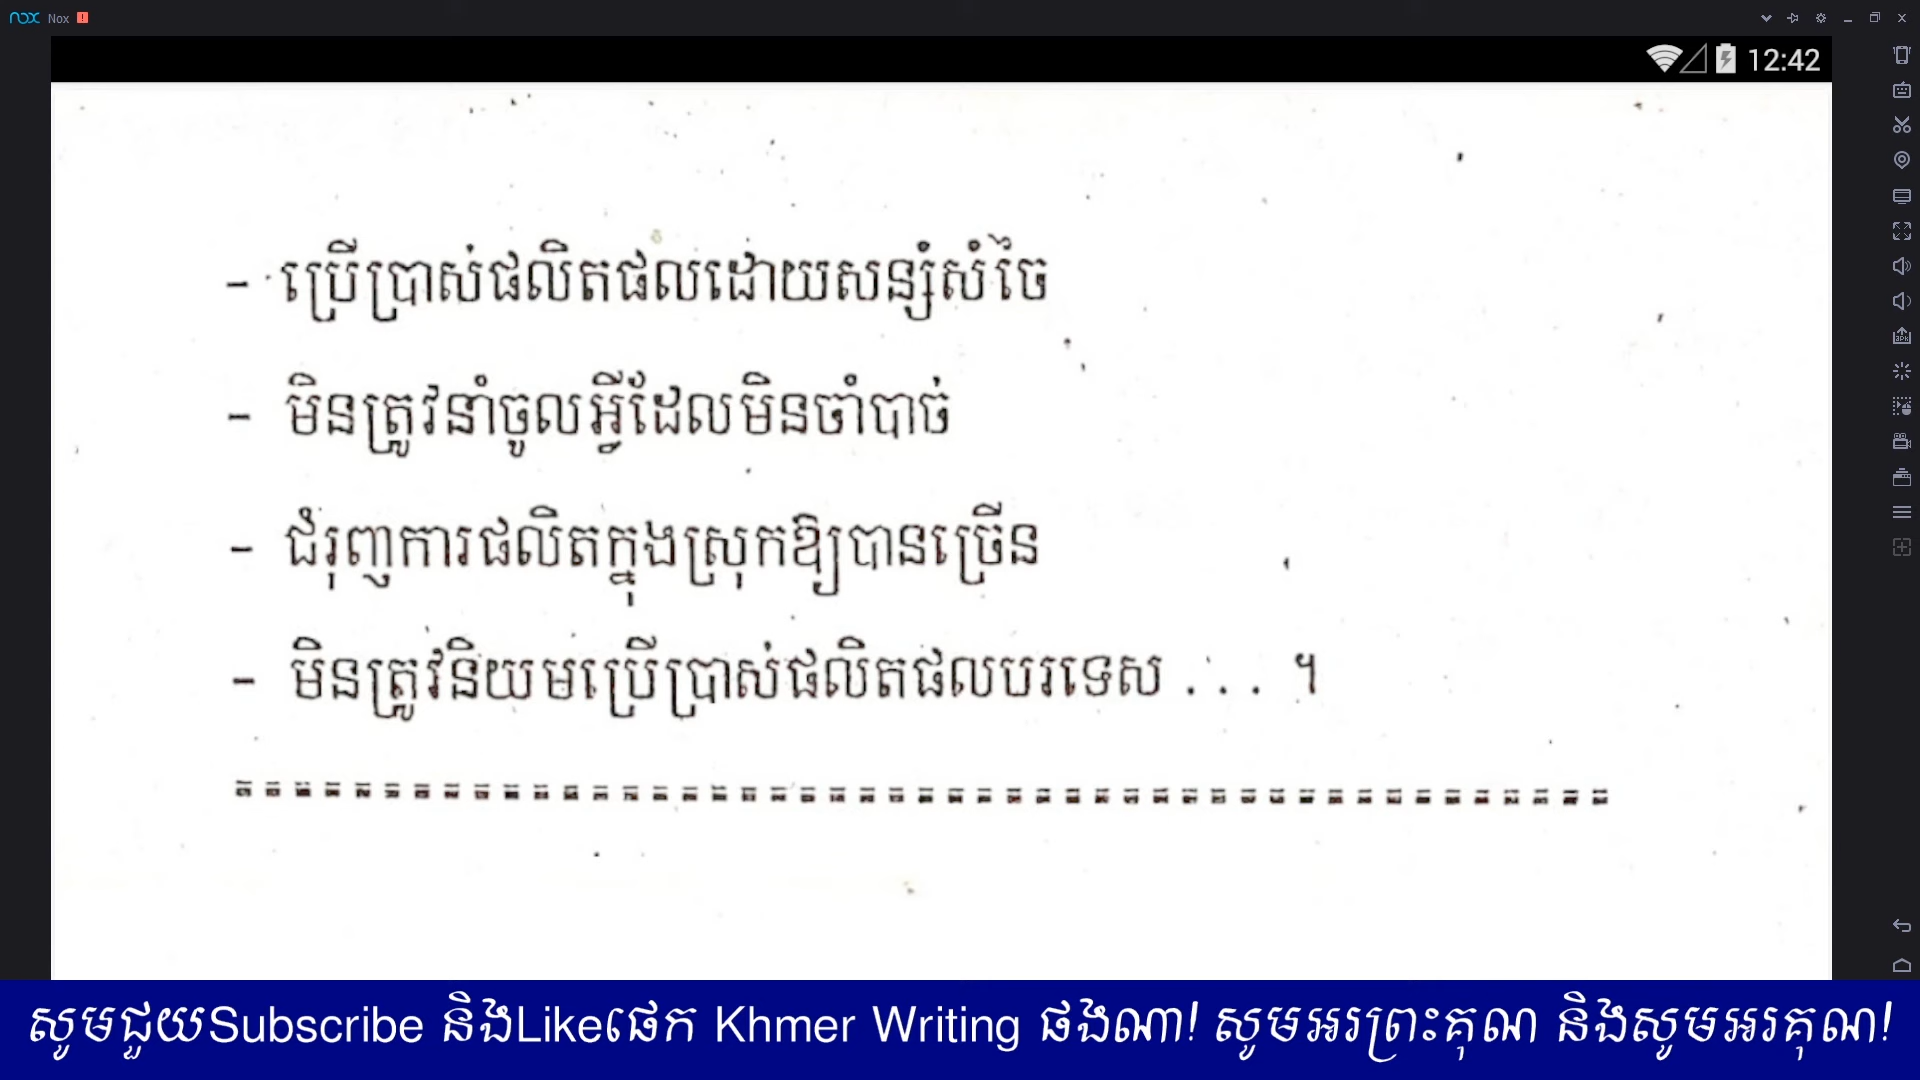 nox Nox
12:42
- ប្រើប្រាស់ផលិតផលដោយសន្សំសំចៃ
- មិនត្រូវនាំចូលអ្វីដែលមិនចាំបាច់
- ជំរុញការផលិតក្នុងស្រុកឱ្យបានច្រើន
- មិនត្រូវនិយមប្រើប្រាស់ផលិតផលបរទេស . . . ។
សូមជួយSubscribe និងLikeផេក Khmer Writing ផងណា! សូមអរព្រះគុណ និងសូមអរគុណ!